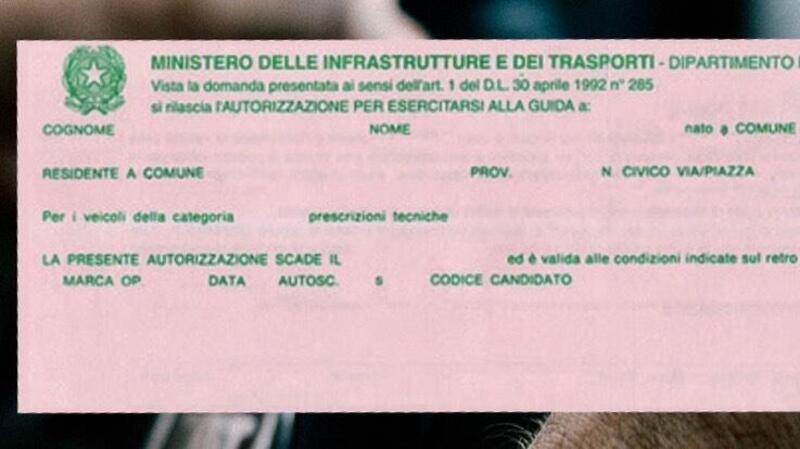 MINISTERO DELLE INFRASTRUTTURE E DEI TRASPORTI - DIPARTIMENTO
Vista la domanda presentata ai sensi dell'art. 1 del D.L. 30 aprile 1992 n° 285
si rilascia l'AUTORIZZAZIONE PER ESERCITARSI ALLA GUIDA a:
COGNOME NOME nato a COMUNE
RESIDENTE A COMUNE PROV. N. CIVICO VIA/PIAZZA
Per i veicoli della categoria prescrizioni tecniche
LA PRESENTE AUTORIZZAZIONE SCADE IL ed è valida alle condizioni indicate sul retro
MARCA OP. DATA AUTOSC. s CODICE CANDIDATO